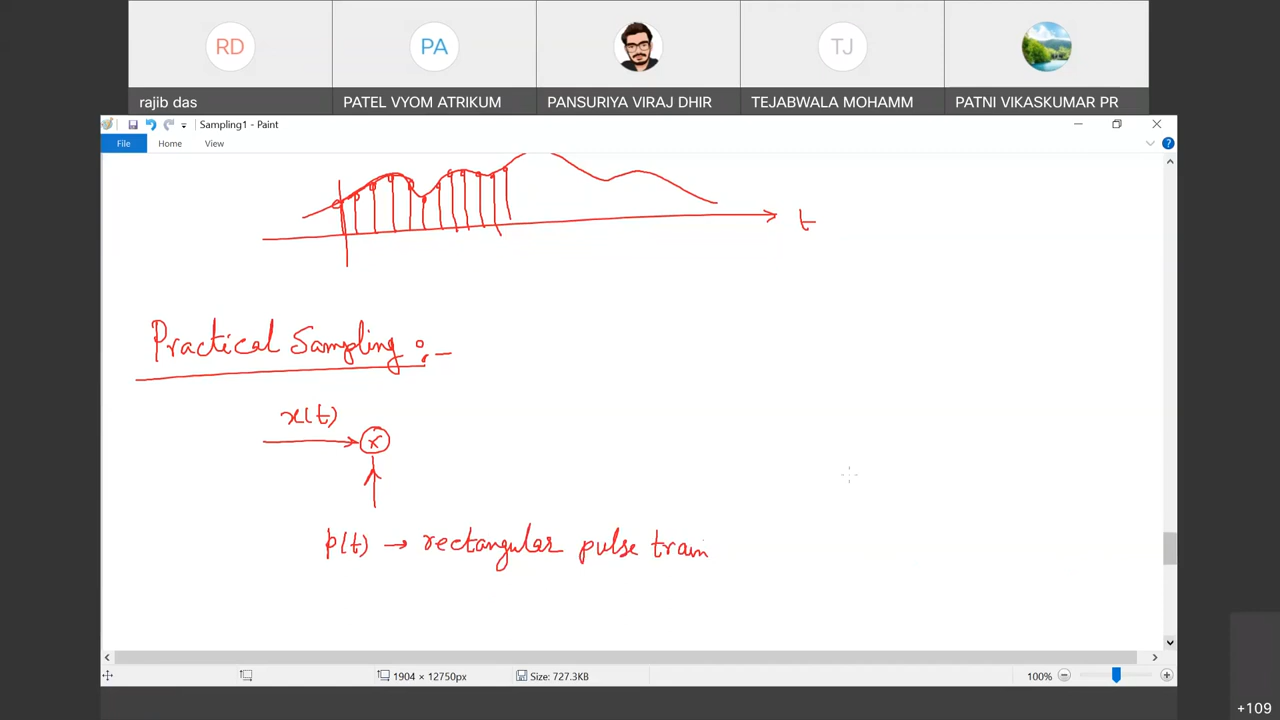 RD
PA
TJ
rajib das
PATEL VYOM ATRIKUM
PANSURIYA VIRAJ DHIR
TEJABWALA MOHAMM
PATNI VIKASKUMAR PR
Sampling1 - Paint
File
Home
View
t
Practical Sampling :-
x(t)
x
p(t) → rectangular pulse train
1904 × 12750px
Size: 727.3KB
100%
+109